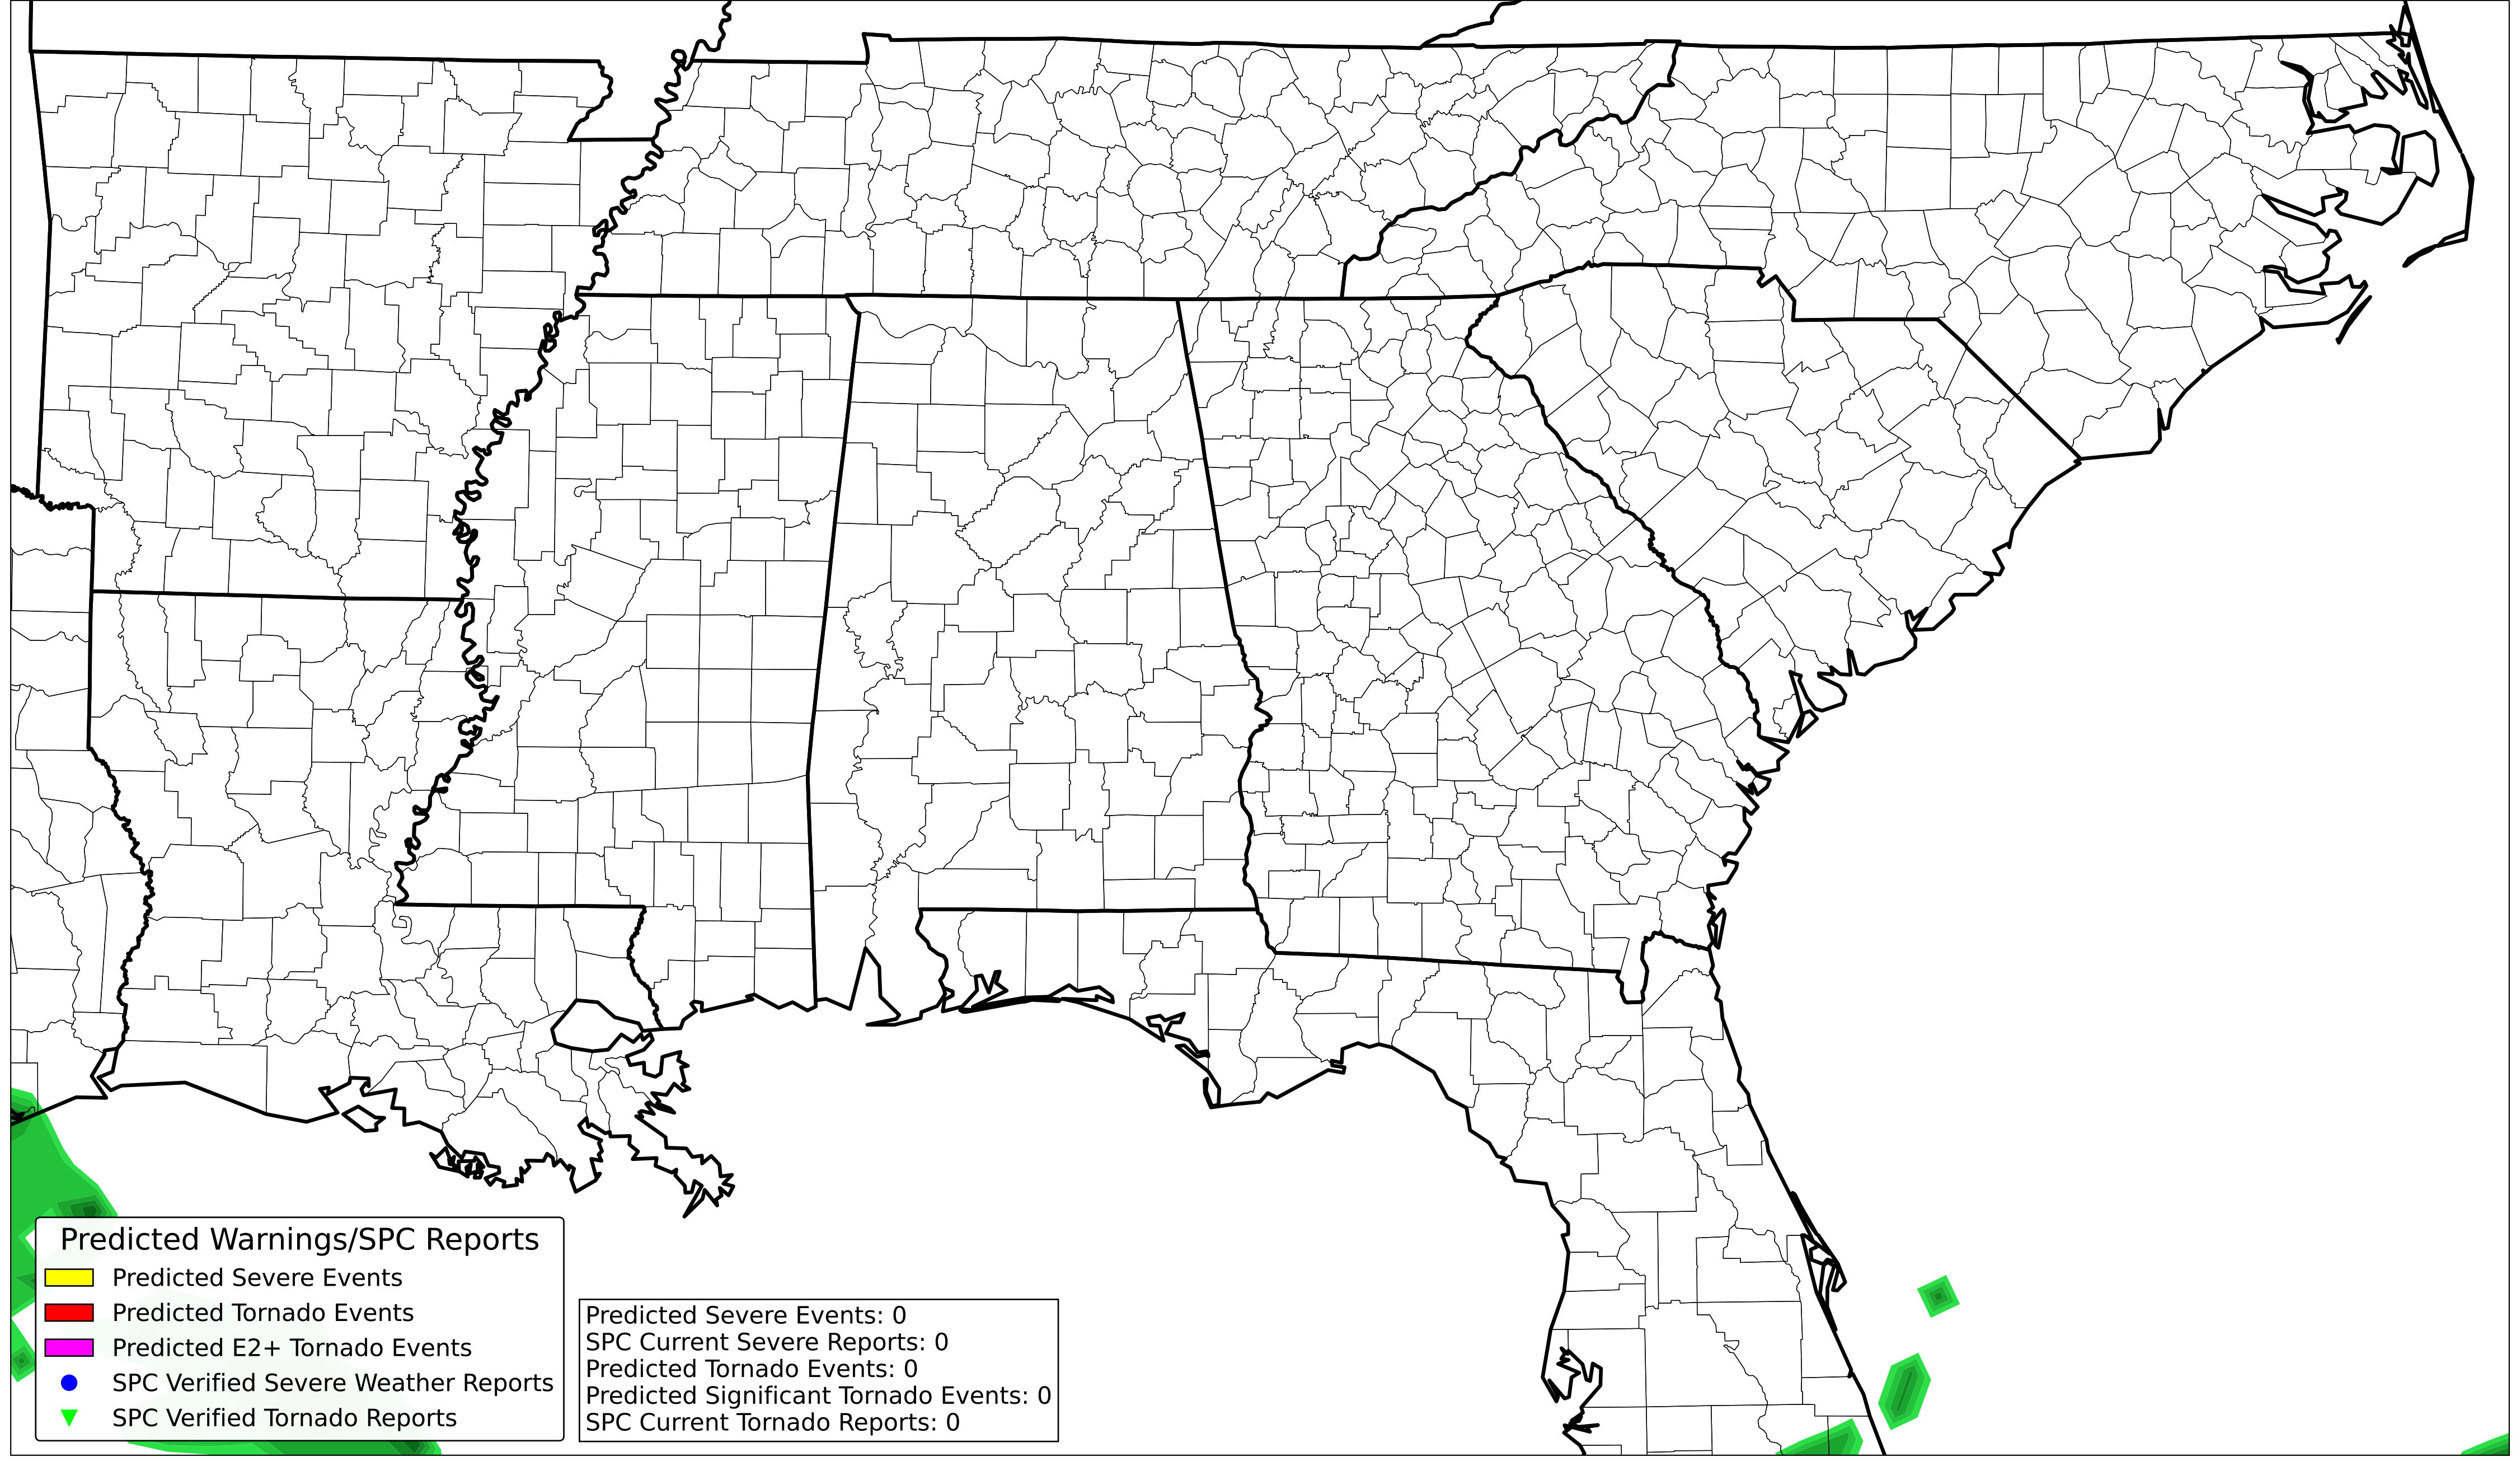 Predicted Warnings/SPC Reports
Predicted Severe Events
Predicted Tornado Events
Predicted E2+ Tornado Events
SPC Verified Severe Weather Reports
SPC Verified Tornado Reports
Predicted Severe Events: 0
SPC Current Severe Reports: 0
Predicted Tornado Events: 0
Predicted Significant Tornado Events: 0
SPC Current Tornado Reports: 0